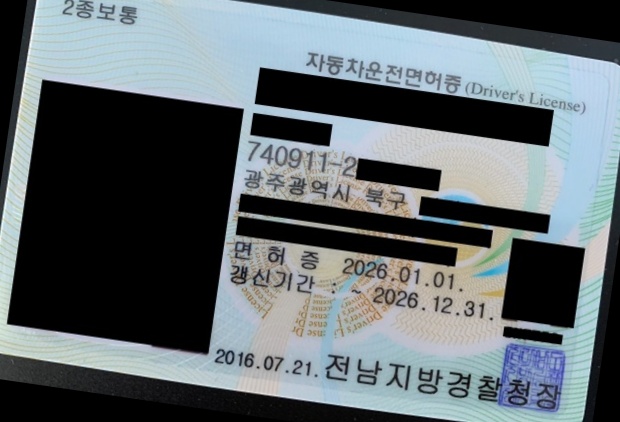 2종보통
자동차운전면허증 (Driver's License)
740911-2
광주광역시 북구
면 허 증 2026.01.01.
갱신기간 : ~ 2026.12.31.
2016.07.21. 전남지방경찰청장